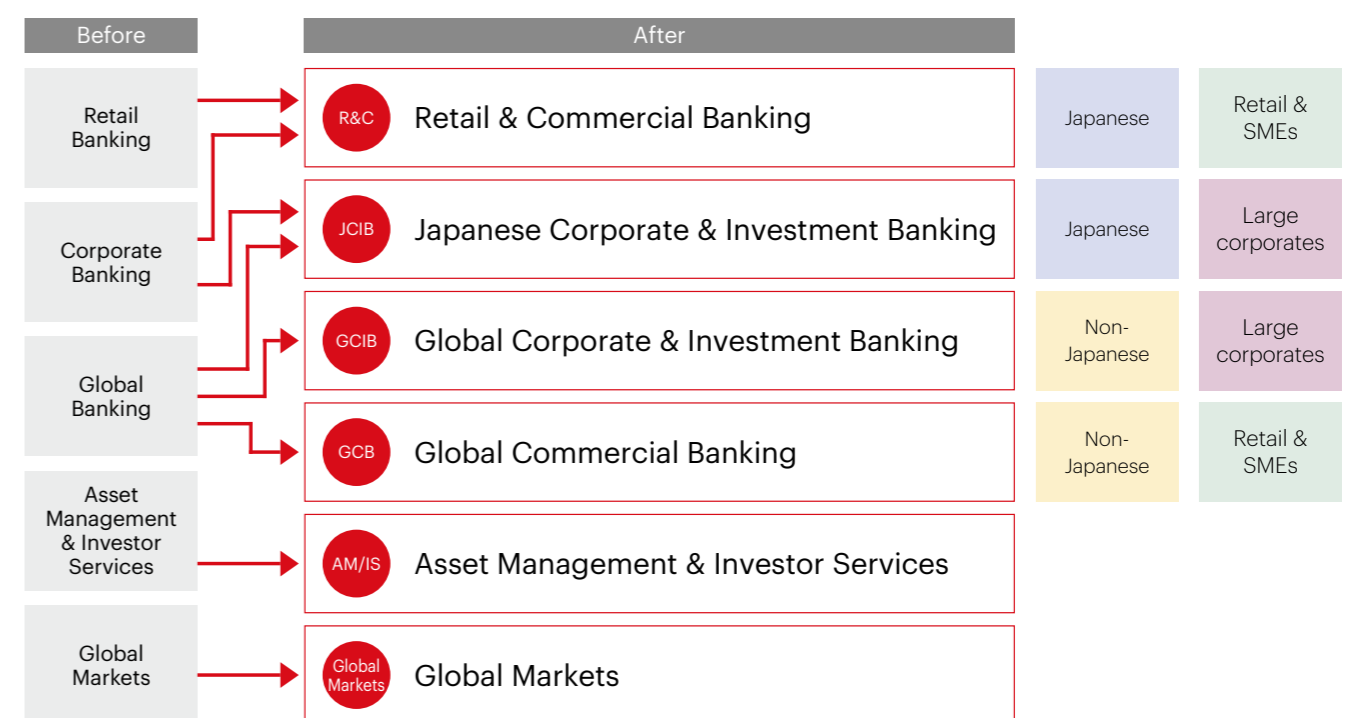 Before
After
Retail
Banking
R&C
Retail & Commercial Banking
Japanese
Retail &
SMEs
Corporate
Banking
JCIB
Japanese Corporate & Investment Banking
Japanese
Large
corporates
Global
Banking
GCIB
Global Corporate & Investment Banking
Non-
Japanese
Large
corporates
GCB
Global Commercial Banking
Non-
Japanese
Retail &
SMEs
Asset
Management
& Investor
Services
AM/IS
Asset Management & Investor Services
Global
Markets
Global
Markets
Global Markets